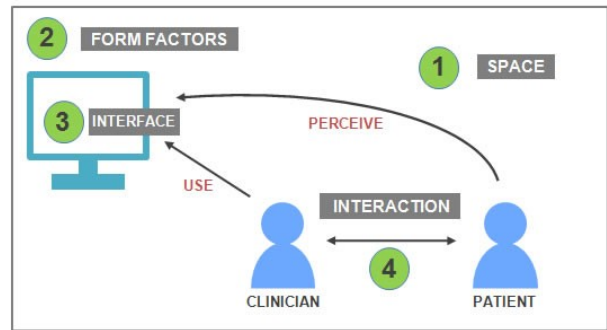 2 FORM FACTORS
1 SPACE
3 INTERFACE
PERCEIVE
USE
INTERACTION
4
CLINICIAN
PATIENT